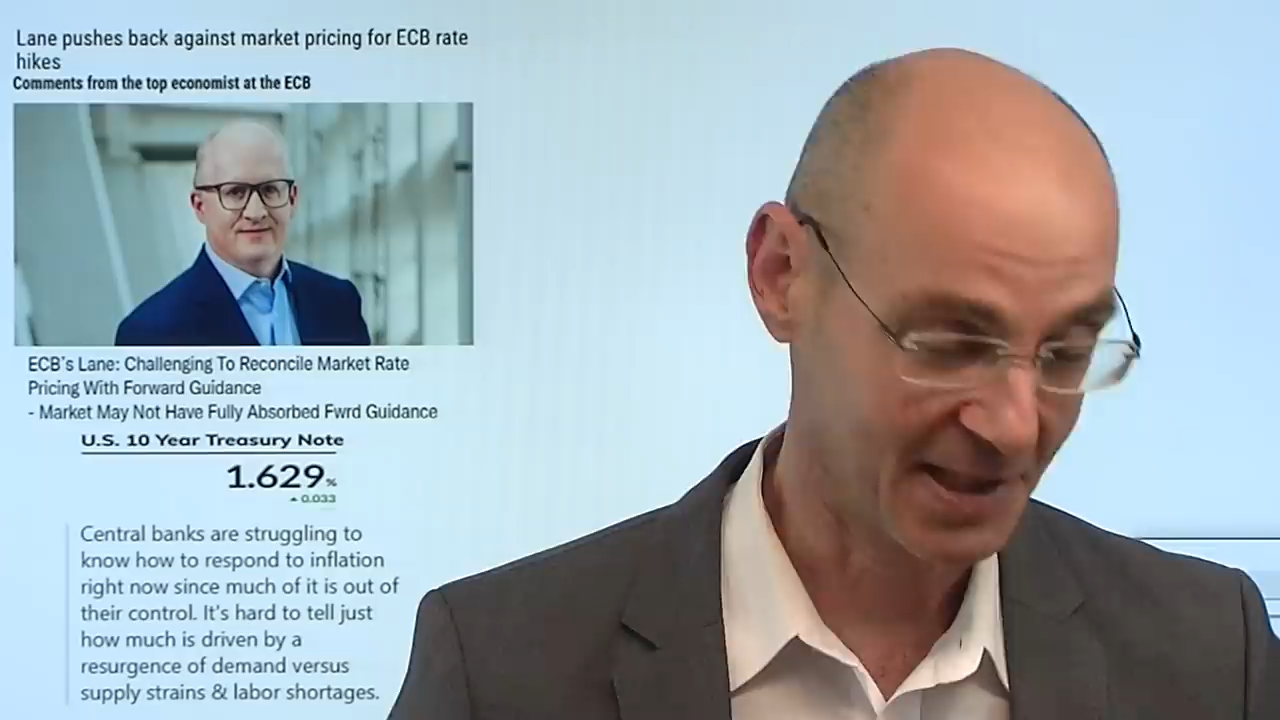 Lane pushes back against market pricing for ECB rate
hikes
Comments from the top economist at the ECB
ECB's Lane: Challenging To Reconcile Market Rate
Pricing With Forward Guidance
- Market May Not Have Fully Absorbed Fwrd Guidance
U.S. 10 Year Treasury Note
1.629%
▲ 0.033
Central banks are struggling to
know how to respond to inflation
right now since much of it is out of
their control. It's hard to tell just
how much is driven by a
resurgence of demand versus
supply strains & labor shortages.